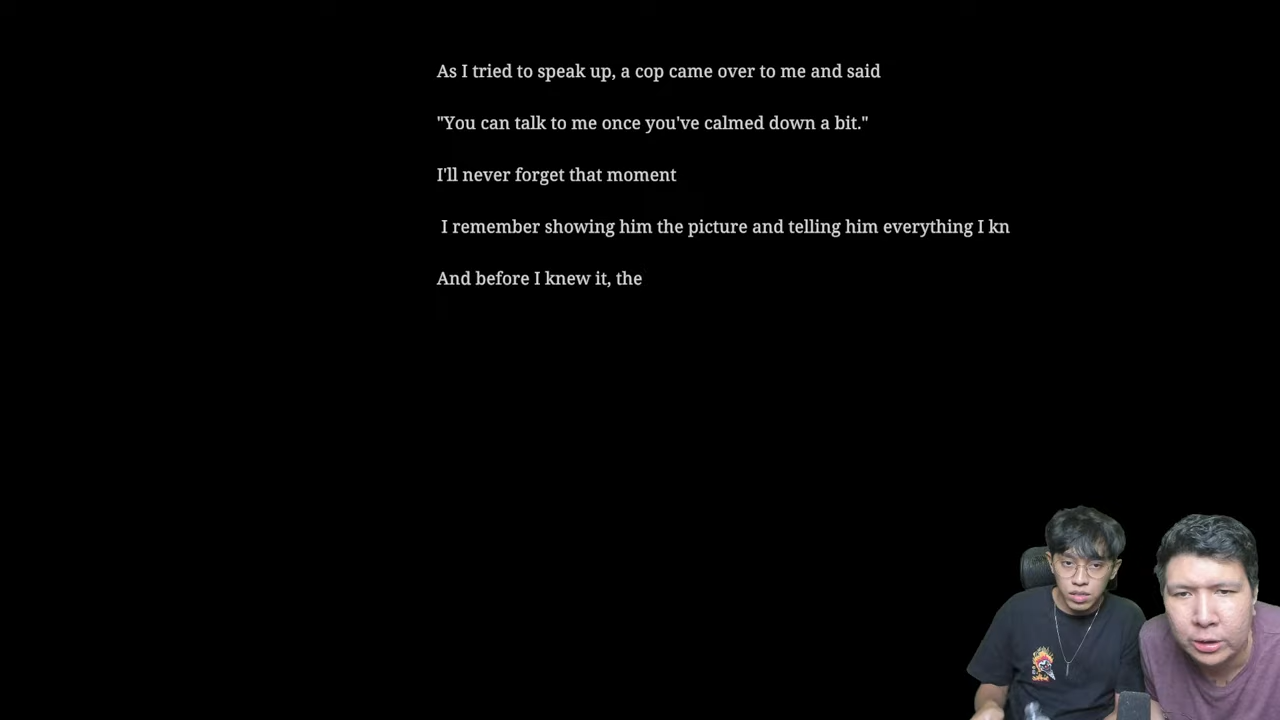 As I tried to speak up, a cop came over to me and said
"You can talk to me once you've calmed down a bit."
I'll never forget that moment
I remember showing him the picture and telling him everything I kn
And before I knew it, the